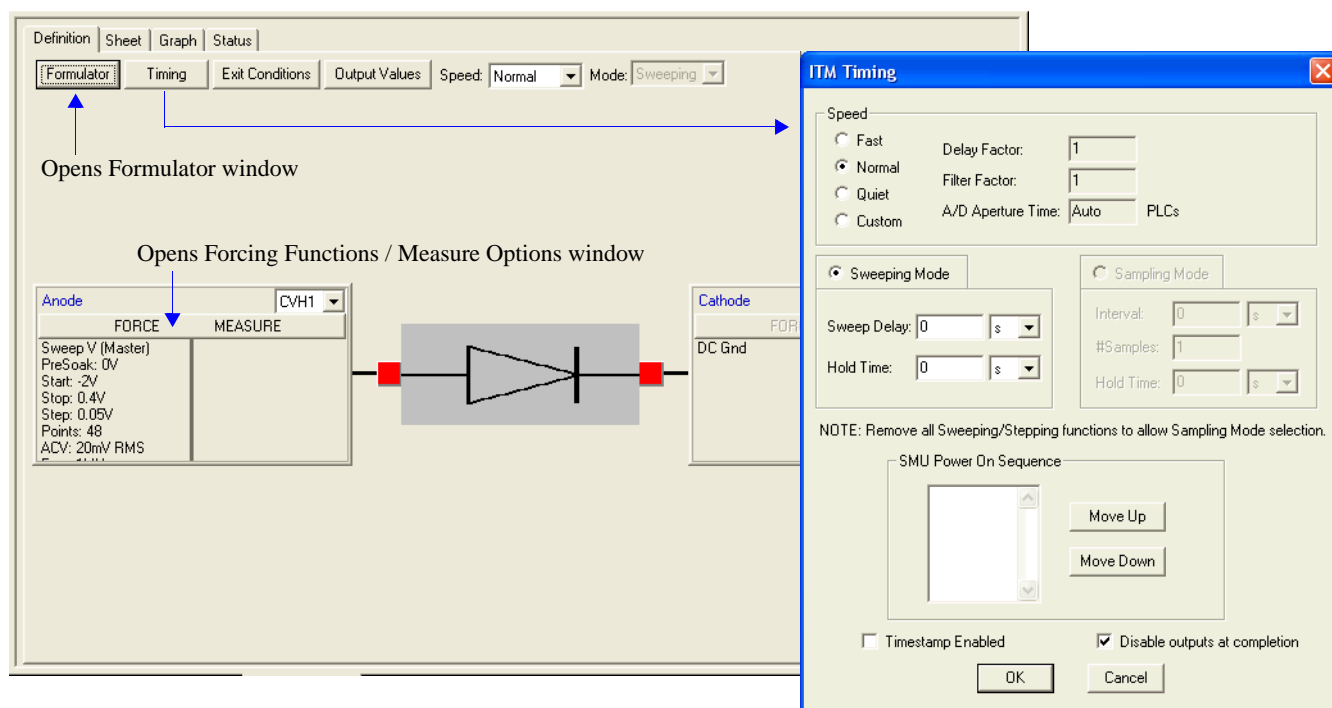 Definition Sheet Graph Status
Formulator Timing Exit Conditions Output Values Speed: Normal Mode: Sweeping
Opens Formulator window
Opens Forcing Functions / Measure Options window
Anode CVH1
FORCE MEASURE
Sweep V (Master)
PreSoak: 0V
Start: -2V
Stop: 0.4V
Step: 0.05V
Points: 48
ACV: 20mV RMS
Cathode
FOR
DC Gnd
ITM Timing
Speed
Fast
Normal
Quiet
Custom
Delay Factor: 1
Filter Factor: 1
A/D Aperture Time: Auto PLCs
Sweeping Mode
Sweep Delay: 0 s
Hold Time: 0 s
Sampling Mode
Interval: 0 s
#Samples: 1
Hold Time: 0 s
NOTE: Remove all Sweeping/Stepping functions to allow Sampling Mode selection.
SMU Power On Sequence
Move Up
Move Down
Timestamp Enabled Disable outputs at completion
OK Cancel